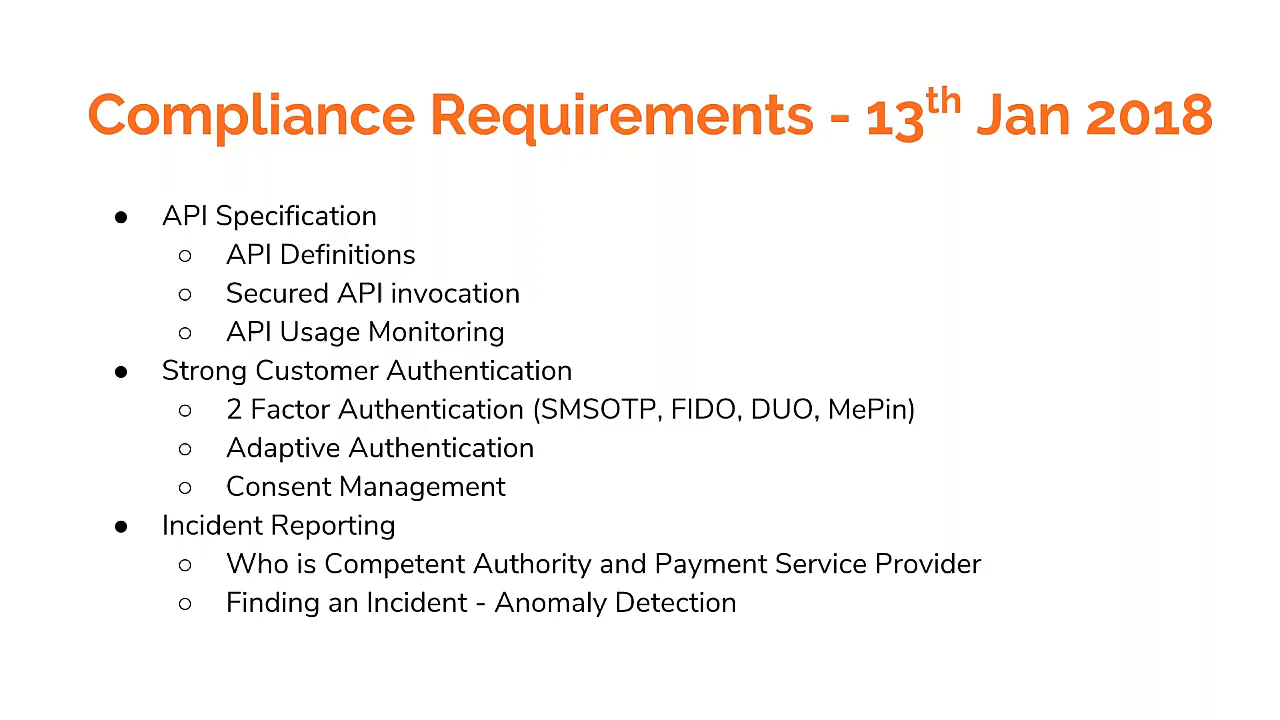 Compliance Requirements - 13th Jan 2018
● API Specification
○ API Definitions
○ Secured API invocation
○ API Usage Monitoring
● Strong Customer Authentication
○ 2 Factor Authentication (SMSOTP, FIDO, DUO, MePin)
○ Adaptive Authentication
○ Consent Management
● Incident Reporting
○ Who is Competent Authority and Payment Service Provider
○ Finding an Incident - Anomaly Detection